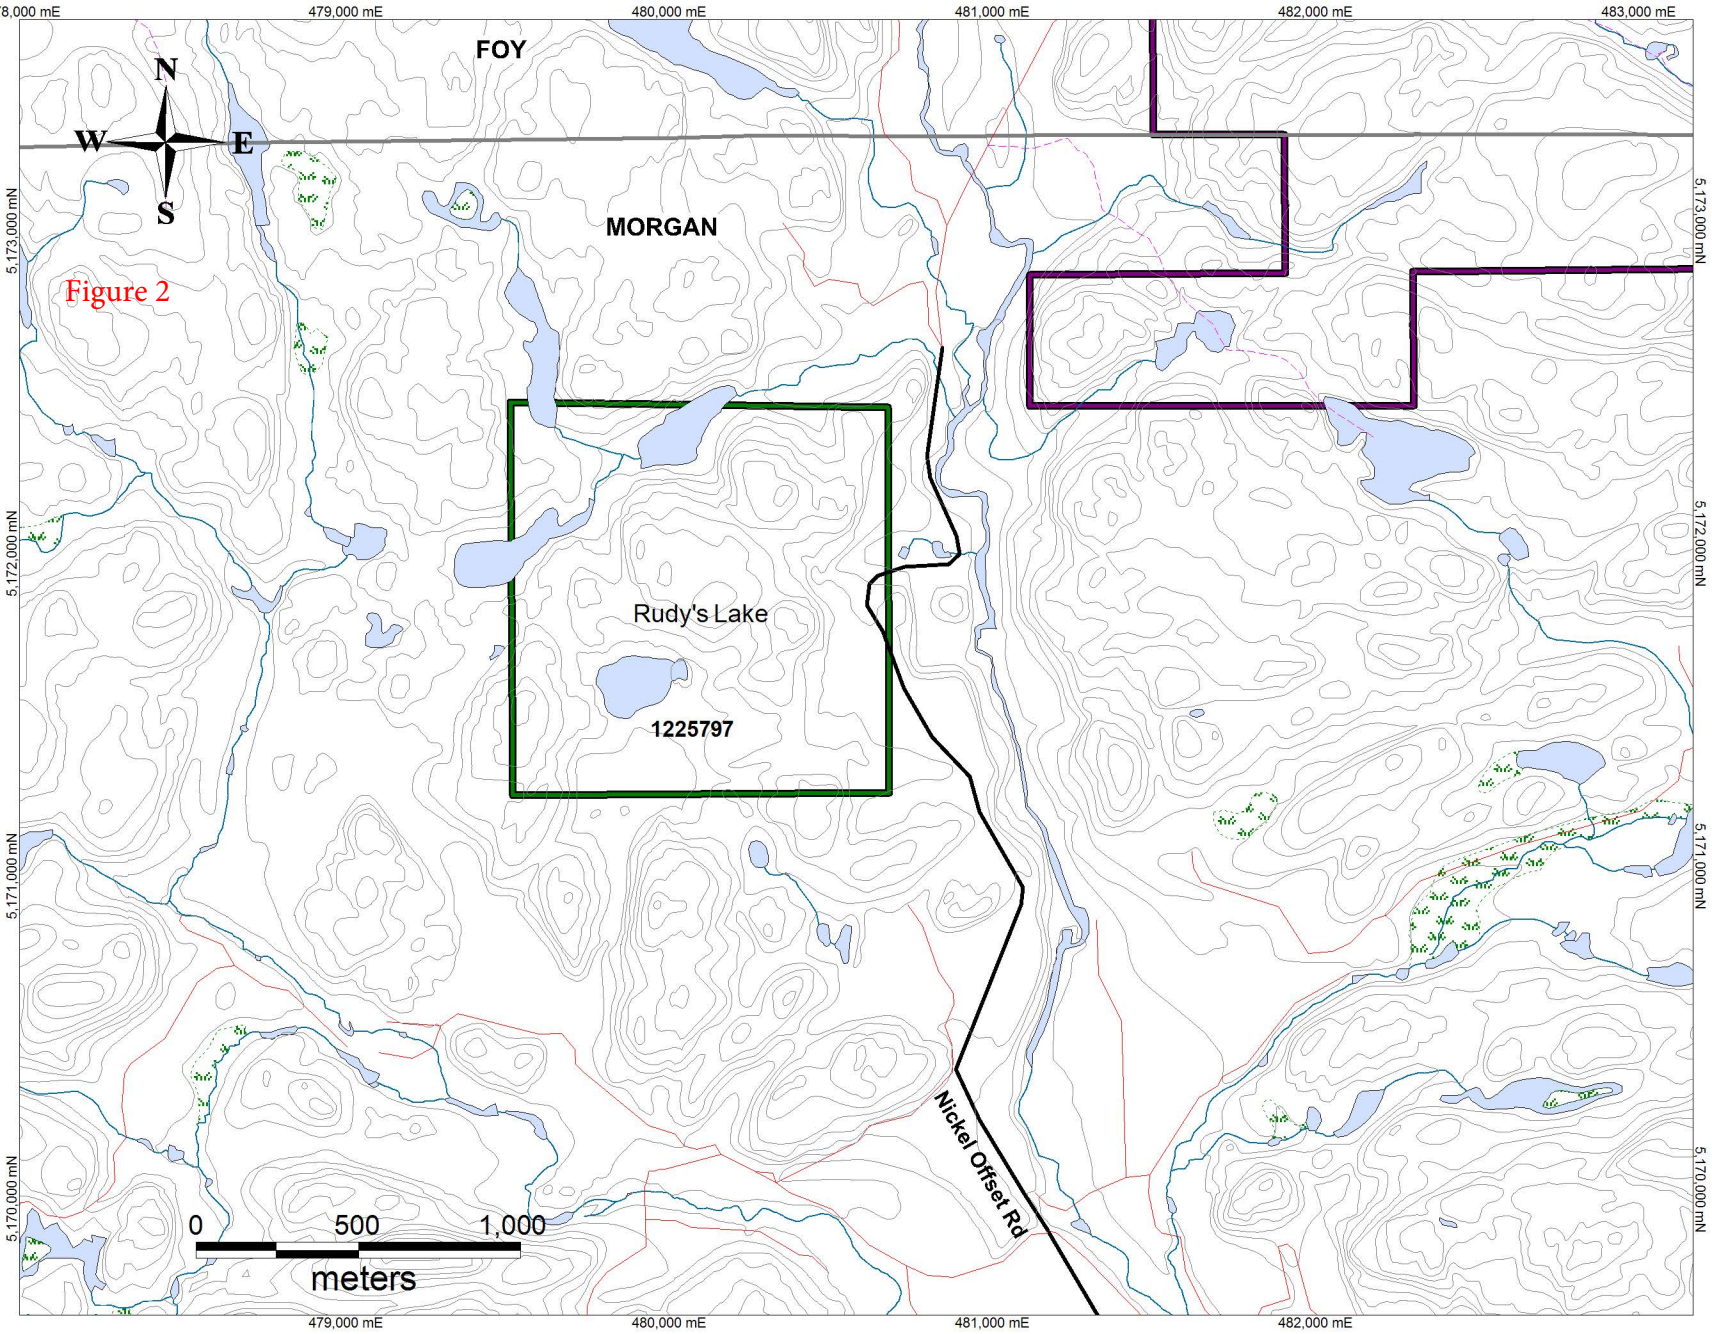 78,000 mE
479,000 mE
480,000 mE
481,000 mE
482,000 mE
483,000 mE
FOY
N
W
E
S
MORGAN
5,173,000 mN
5,173,000 mN
Figure 2
5,172,000 mN
5,172,000 mN
Rudy's Lake
1225797
5,171,000 mN
5,171,000 mN
Nickel Offset Rd
5,170,000 mN
5,170,000 mN
0 500 1,000
meters
479,000 mE
480,000 mE
481,000 mE
482,000 mE